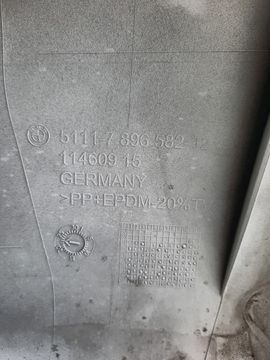 5111-7 896 582-12
114609 15
GERMANY
>PP+EPDM-20%T